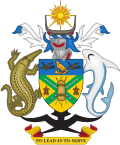 TO LEAD IS TO SERVE